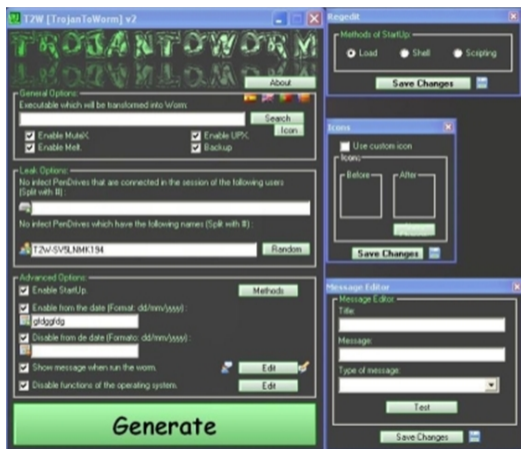 T2W [TrojanToWorm] v2
TROJANTOWORM
About
General Options:
Executable which will be transformed into Worm
Search
Icon
Enable MuteX.
Enable UPX.
Enable Melt.
Backup
Leak Options:
No infect PenDrives that are connected in the session of the following users
(Split with #) :
No infect PenDrives which have the following names (Split with #) :
T2W-SV9LNMK194
Random
Advanced Options:
Enable StartUp.
Methods
Enable from the date (Format: dd/mm/yyyy) :
gfdggfdg
Disable from de date (Formato: dd/mm/yyyy) :
Show message when run the worm.
Edit
Disable functions of the operating system.
Edit
Generate
Regedit
Methods of StartUp:
Load
Shell
Scripting
Save Changes
Icons
Use custom icon
Icons:
Before
After
Save Changes
Message Editor
Message Editor
Title:
Message:
Type of message:
Test
Save Changes